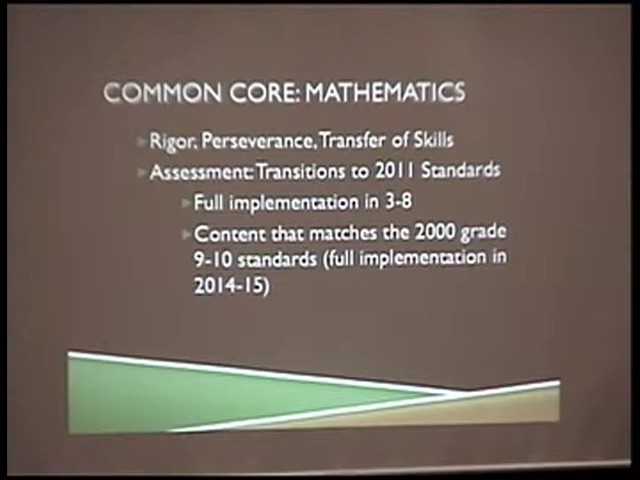 COMMON CORE: MATHEMATICS
Rigor, Perseverance, Transfer of Skills
Assessment: Transitions to 2011 Standards
Full implementation in 3-8
Content that matches the 2000 grade
9-10 standards (full implementation in
2014-15)